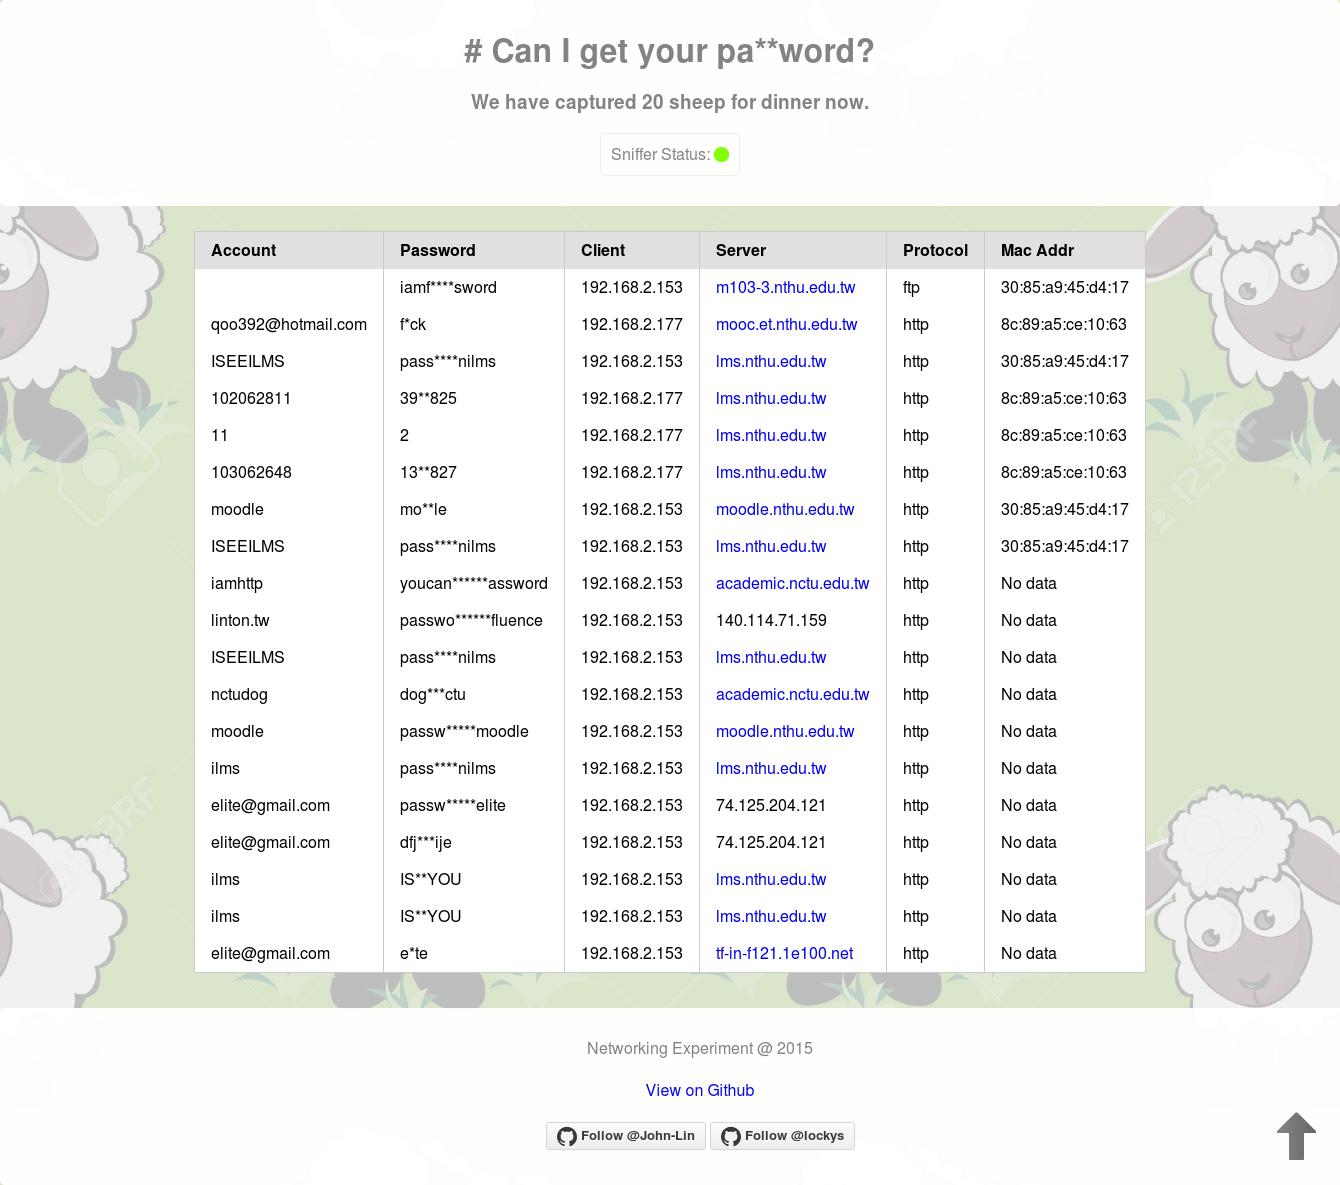 # Can I get your pa**word?
We have captured 20 sheep for dinner now.
Sniffer Status:
Account Password Client Server Protocol Mac Addr
iamf****sword 192.168.2.153 m103-3.nthu.edu.tw ftp 30:85:a9:45:d4:17
qoo392@hotmail.com f*ck 192.168.2.177 mooc.et.nthu.edu.tw http 8c:89:a5:ce:10:63
ISEEILMS pass****nilms 192.168.2.153 lms.nthu.edu.tw http 30:85:a9:45:d4:17
102062811 39**825 192.168.2.177 lms.nthu.edu.tw http 8c:89:a5:ce:10:63
11 2 192.168.2.177 lms.nthu.edu.tw http 8c:89:a5:ce:10:63
103062648 13**827 192.168.2.177 lms.nthu.edu.tw http 8c:89:a5:ce:10:63
moodle mo**le 192.168.2.153 moodle.nthu.edu.tw http 30:85:a9:45:d4:17
ISEEILMS pass****nilms 192.168.2.153 lms.nthu.edu.tw http 30:85:a9:45:d4:17
iamhttp youcan******assword 192.168.2.153 academic.nctu.edu.tw http No data
linton.tw passwo******fluence 192.168.2.153 140.114.71.159 http No data
ISEEILMS pass****nilms 192.168.2.153 lms.nthu.edu.tw http No data
nctudog dog***ctu 192.168.2.153 academic.nctu.edu.tw http No data
moodle passw*****moodle 192.168.2.153 moodle.nthu.edu.tw http No data
ilms pass****nilms 192.168.2.153 lms.nthu.edu.tw http No data
elite@gmail.com passw*****elite 192.168.2.153 74.125.204.121 http No data
elite@gmail.com dfj***ije 192.168.2.153 74.125.204.121 http No data
ilms IS**YOU 192.168.2.153 lms.nthu.edu.tw http No data
ilms IS**YOU 192.168.2.153 lms.nthu.edu.tw http No data
elite@gmail.com e*te 192.168.2.153 tf-in-f121.1e100.net http No data
123RF
123RF
Networking Experiment @ 2015
View on Github
Follow @John-Lin Follow @lockys